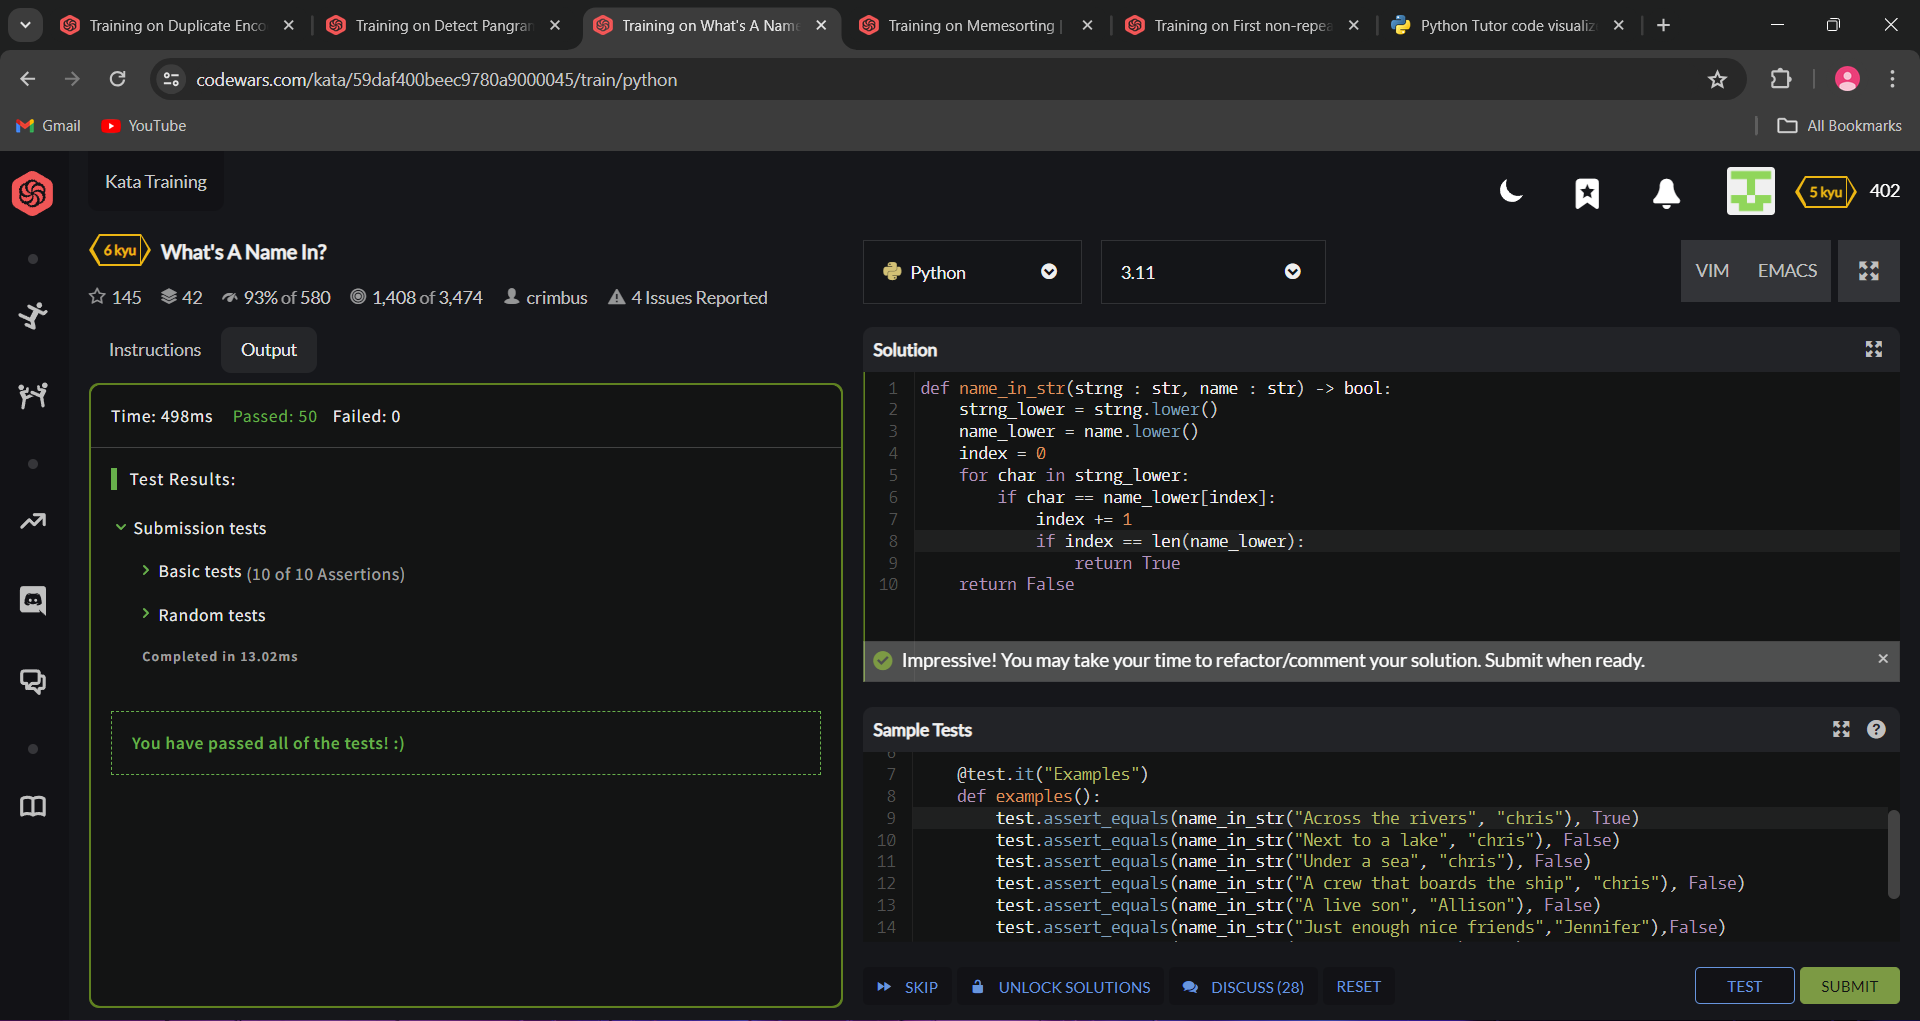 Training on Duplicate Enco
Training on Detect Pangran
Training on What's A Name
Training on Memesorting |
Training on First non-repea
Python Tutor code visualiz
codewars.com/kata/59daf400beec9780a9000045/train/python
Gmail
YouTube
All Bookmarks
Kata Training
5 kyu
402
6 kyu
What's A Name In?
145
42
93% of 580
1,408 of 3,474
crimbus
4 Issues Reported
Python
3.11
VIM
EMACS
Instructions
Output
Time: 498ms Passed: 50 Failed: 0
Test Results:
Submission tests
Basic tests (10 of 10 Assertions)
Random tests
Completed in 13.02ms
You have passed all of the tests! :)
Solution
1 def name_in_str(strng : str, name : str) -> bool:
2 strng_lower = strng.lower()
3 name_lower = name.lower()
4 index = 0
5 for char in strng_lower:
6 if char == name_lower[index]:
7 index += 1
8 if index == len(name_lower):
9 return True
10 return False
Impressive! You may take your time to refactor/comment your solution. Submit when ready.
Sample Tests
7 @test.it("Examples")
8 def examples():
9 test.assert_equals(name_in_str("Across the rivers", "chris"), True)
10 test.assert_equals(name_in_str("Next to a lake", "chris"), False)
11 test.assert_equals(name_in_str("Under a sea", "chris"), False)
12 test.assert_equals(name_in_str("A crew that boards the ship", "chris"), False)
13 test.assert_equals(name_in_str("A live son", "Allison"), False)
14 test.assert_equals(name_in_str("Just enough nice friends","Jennifer"),False)
SKIP
UNLOCK SOLUTIONS
DISCUSS (28)
RESET
TEST
SUBMIT